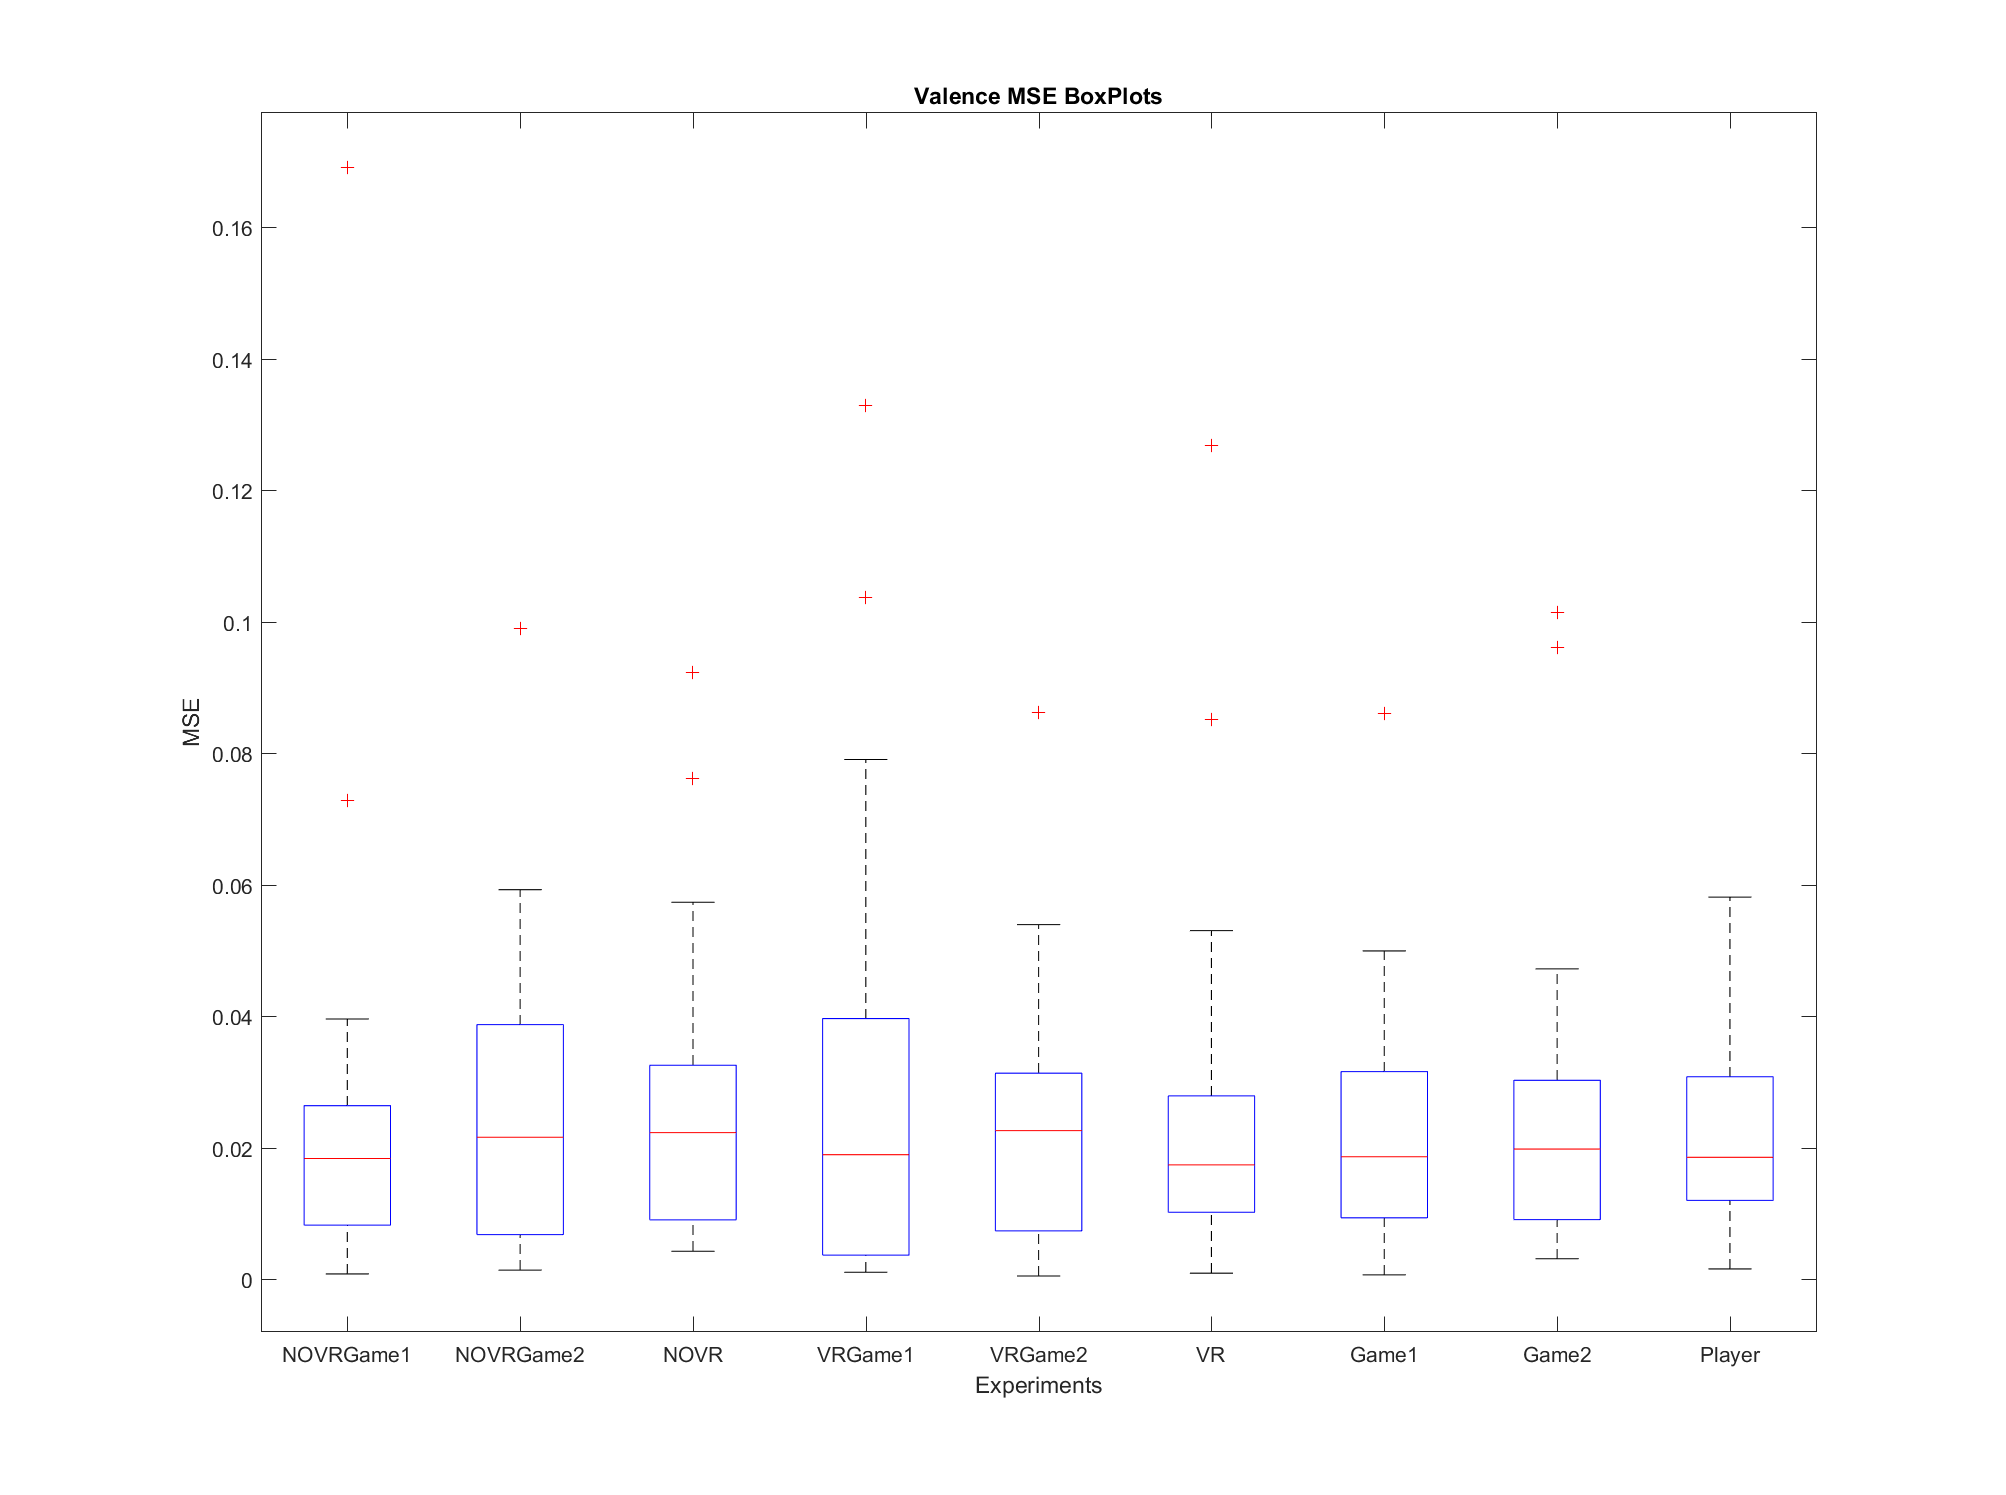 Valence MSE BoxPlots
0.16
0.14
0.12
0.1
0.08
0.06
0.04
0.02
0
MSE
NOVRGame1 NOVRGame2 NOVR VRGame1 VRGame2 VR Game1 Game2 Player
Experiments